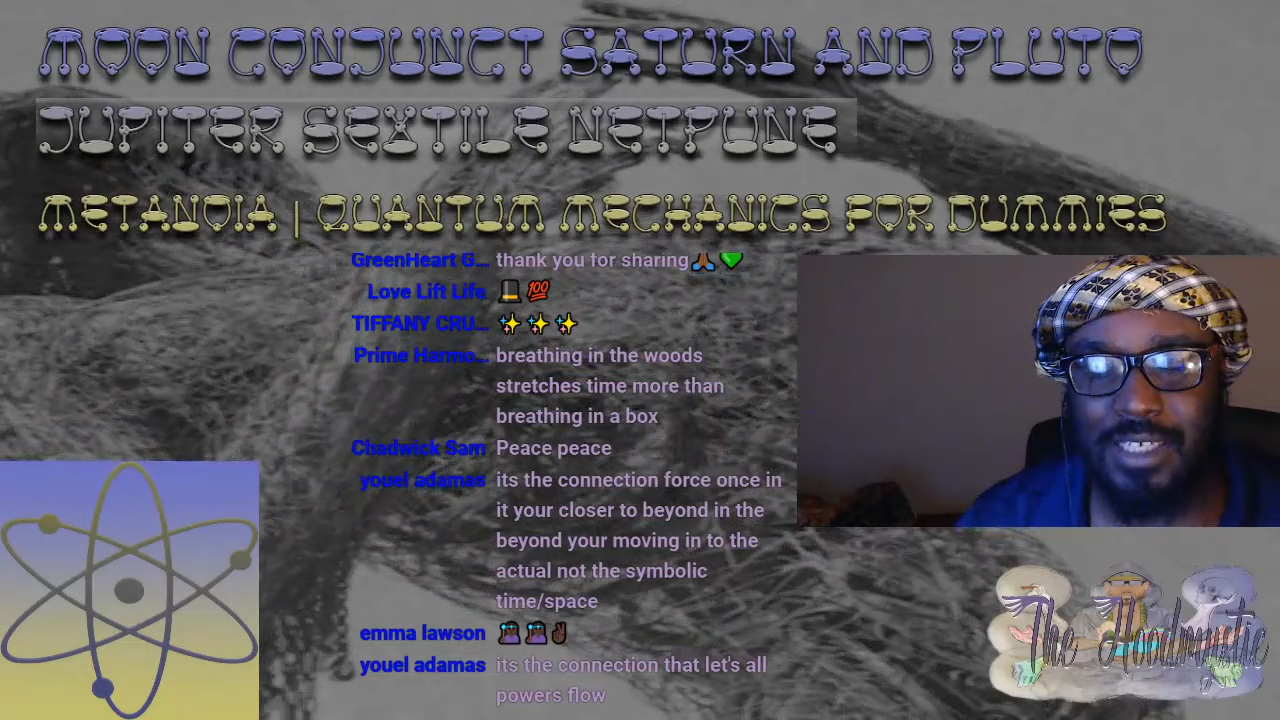 MOON CONJUNCT SATURN AND PLUTO
JUPITER SEXTILE NETPUNE
METANOIA | QUANTUM MECHANICS FOR DUMMIES
GreenHeart G... thank you for sharing🙏🏾💚
Love Lift Life 🎩💯
TIFFANY CRU... ✨✨✨
Prime Harmo... breathing in the woods
stretches time more than
breathing in a box
Chadwick Sam Peace peace
youel adamas its the connection force once in
it your closer to beyond in the
beyond your moving in to the
actual not the symbolic
time/space
emma lawson
youel adamas its the connection that let's all
powers flow
The Hoodmystic